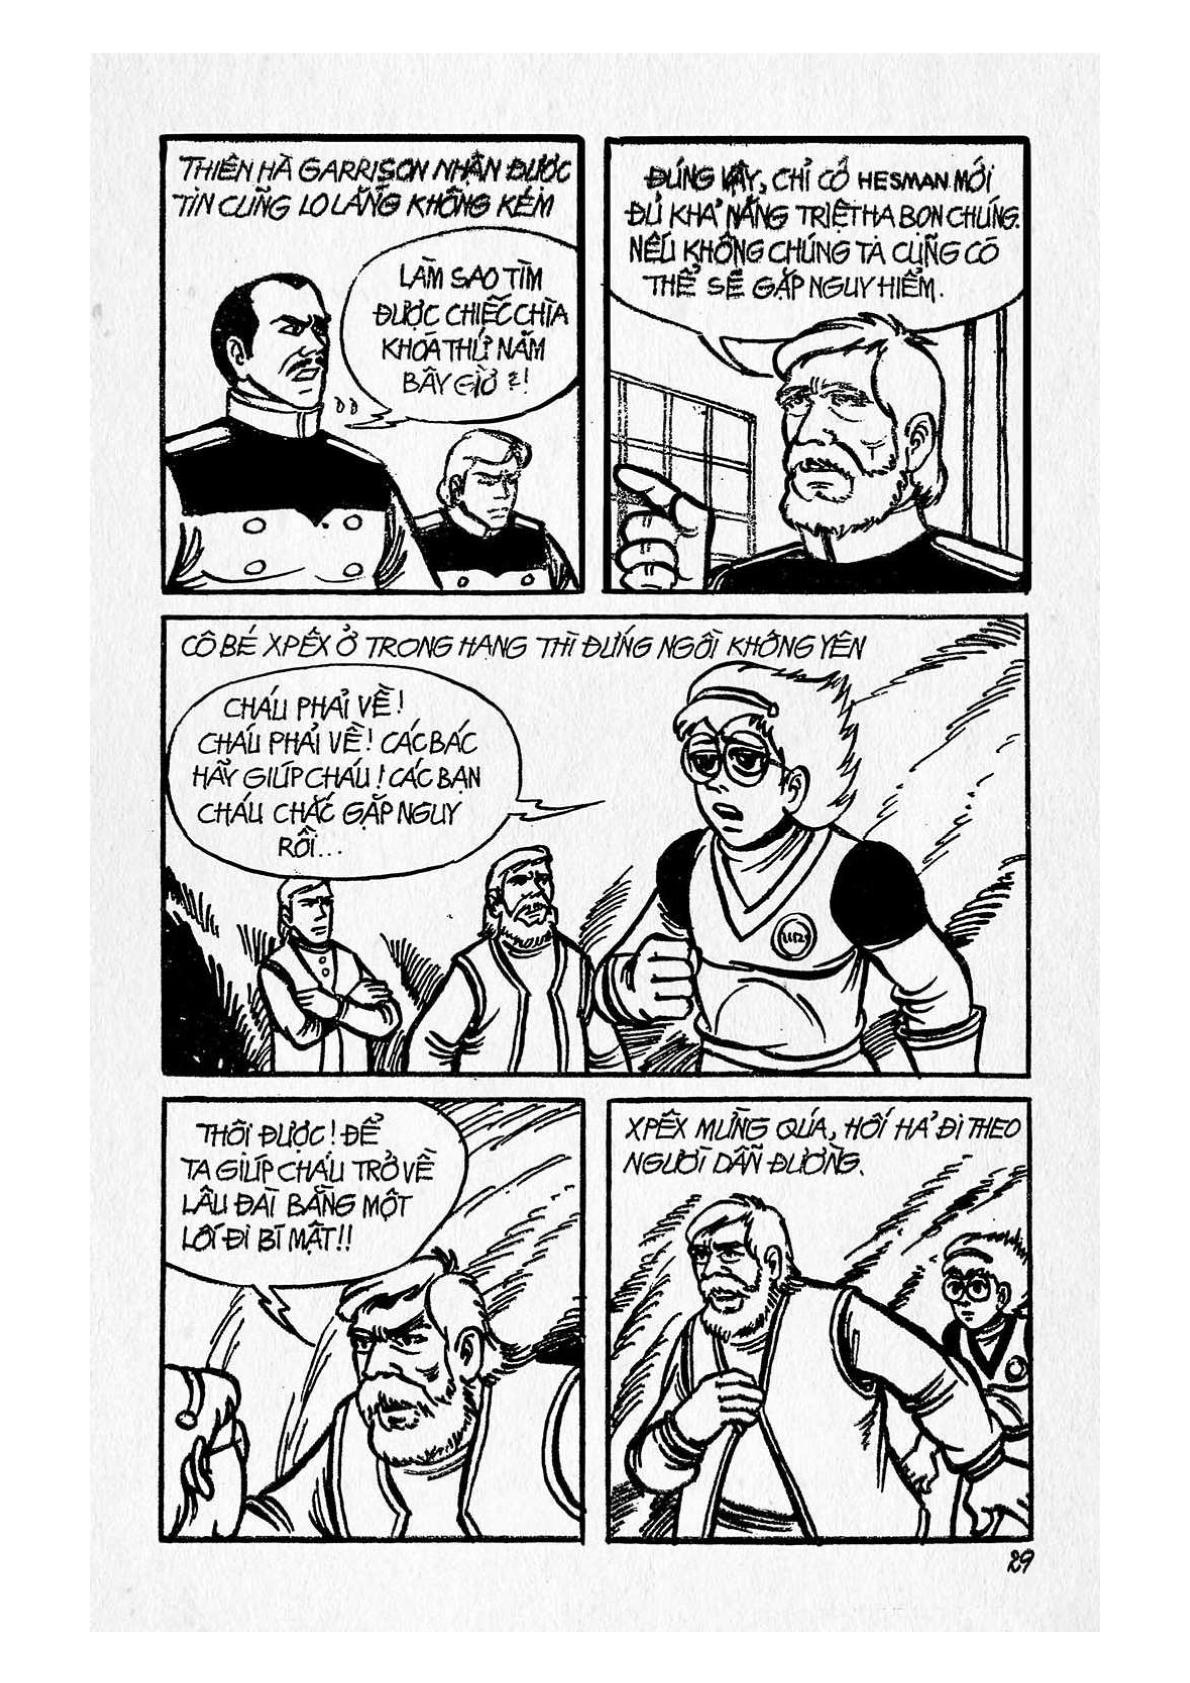 THIÊN HÀ GARRISON NHẬN ĐƯỢC
TIN CŨNG LO LẮNG KHÔNG KÉM
LÀM SAO TÌM
ĐƯỢC CHIẾC CHÌA
KHOÁ THỨ NĂM
BÂY GIỜ ?!
ĐÚNG VẬY, CHỈ CÓ HESMAN MỚI
ĐỦ KHẢ NĂNG TRIỆT HẠ BỌN CHÚNG.
NẾU KHÔNG CHÚNG TA CŨNG CÓ
THỂ SẼ GẶP NGUY HIỂM.
CÔ BÉ XPÊX Ở TRONG HANG THÌ ĐỨNG NGỒI KHÔNG YÊN
CHÁU PHẢI VỀ!
CHÁU PHẢI VỀ! CÁC BÁC
HÃY GIÚP CHÁU! CÁC BẠN
CHÁU CHẮC GẶP NGUY
RỒI...
THÔI ĐƯỢC! ĐỂ
TA GIÚP CHÁU TRỞ VỀ
LÂU ĐÀI BẰNG MỘT
LỐI ĐI BÍ MẬT!!
XPÊX MỪNG QÚA, HỐI HẢ ĐI THEO
NGƯỜI DẪN ĐƯỜNG.
29